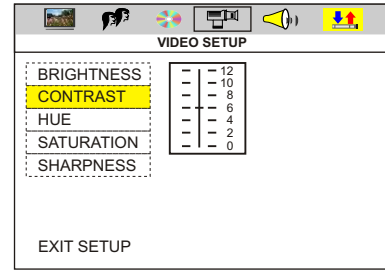 VIDEO SETUP
BRIGHTNESS
CONTRAST
HUE
SATURATION
SHARPNESS
12
10
8
6
4
2
0
EXIT SETUP